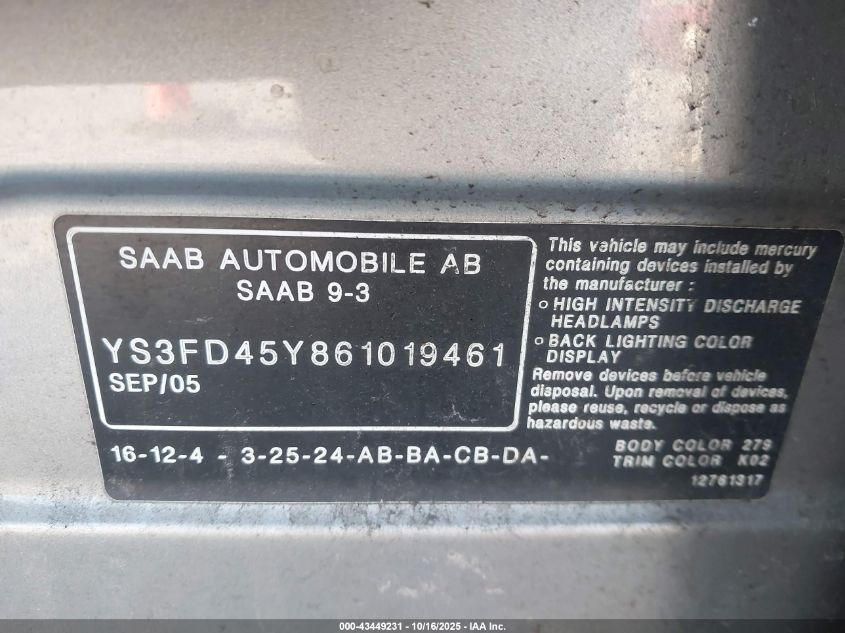 SAAB AUTOMOBILE AB
SAAB 9-3
YS3FD45Y861019461
SEP/05
16-12-4 - 3-25-24-AB-BA-CB-DA-
This vehicle may include mercury
containing devices installed by
the manufacturer :
o HIGH INTENSITY DISCHARGE
HEADLAMPS
o BACK LIGHTING COLOR
DISPLAY
Remove devices before vehicle
disposal. Upon removal of devices,
please reuse, recycle or dispose as
hazardous waste.
BODY COLOR 279
TRIM COLOR K02
12761317
000-43449231 - 10/16/2025 - IAA Inc.